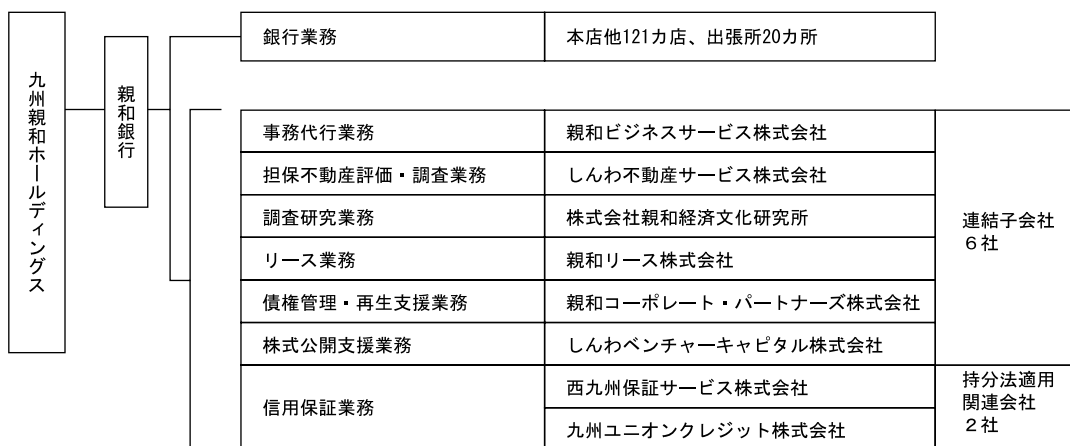 九州親和ホールディングス
親和銀行
銀行業務 本店他121カ店、出張所20カ所
事務代行業務 親和ビジネスサービス株式会社
担保不動産評価・調査業務 しんわ不動産サービス株式会社
調査研究業務 株式会社親和経済文化研究所
リース業務 親和リース株式会社
債権管理・再生支援業務 親和コーポレート・パートナーズ株式会社
株式公開支援業務 しんわベンチャーキャピタル株式会社
連結子会社
６社
信用保証業務
西九州保証サービス株式会社
九州ユニオンクレジット株式会社
持分法適用
関連会社
２社